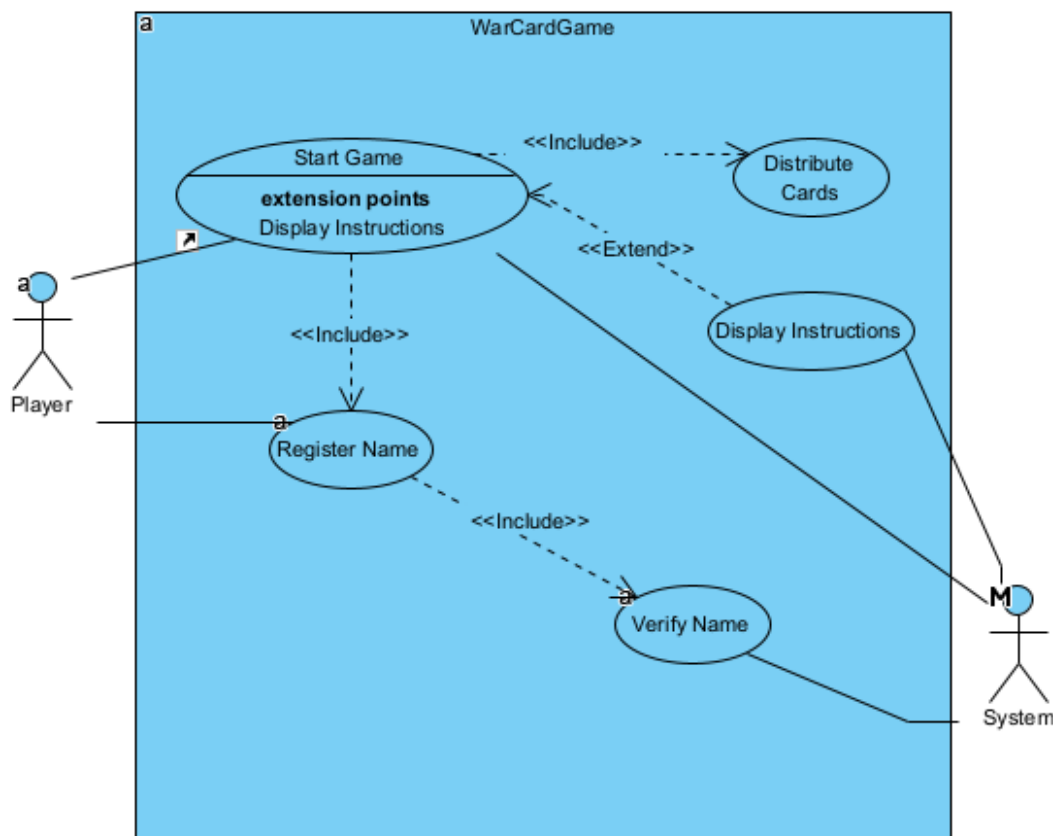 a
WarCardGame
Start Game
<<Include>>
Distribute
Cards
extension points
Display Instructions
<<Extend>>
a
<<Include>>
Display Instructions
Player
a
Register Name
<<Include>>
a
M
Verify Name
System